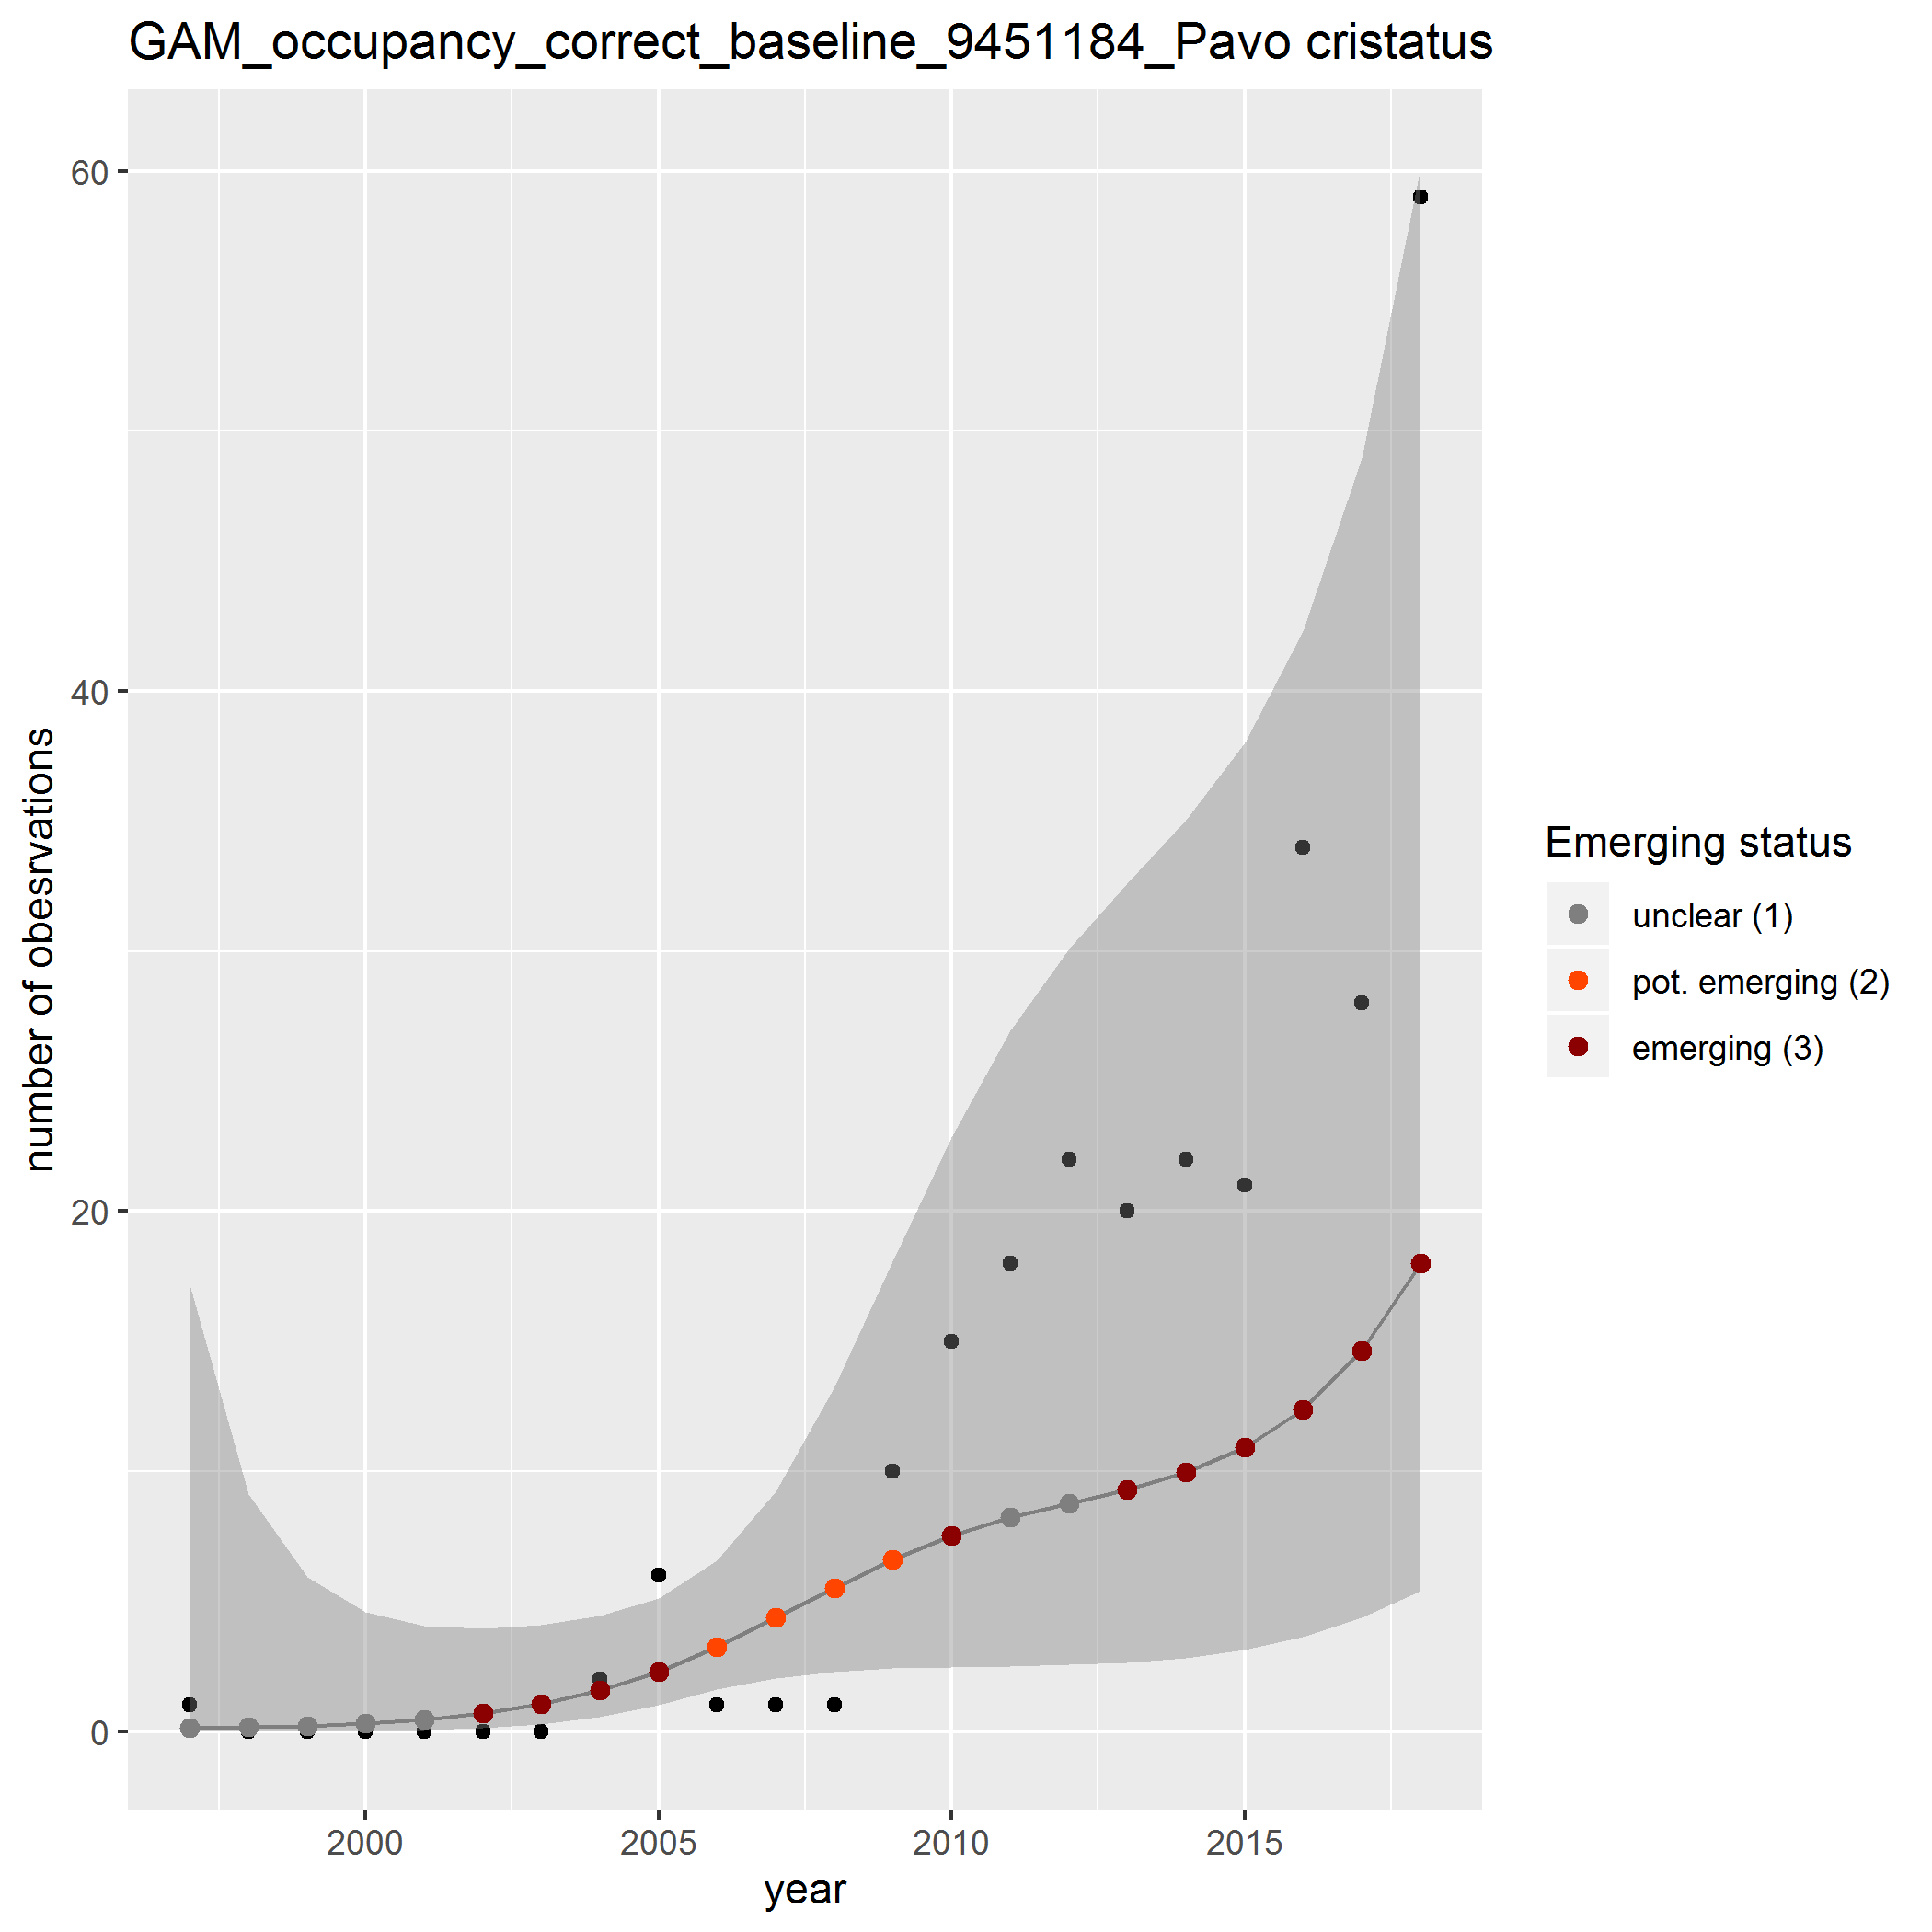 GAM_occupancy_correct_baseline_9451184_Pavo cristatus
60
40
20
0
number of obesrvations
2000
2005
2010
2015
year
Emerging status
unclear (1)
pot. emerging (2)
emerging (3)